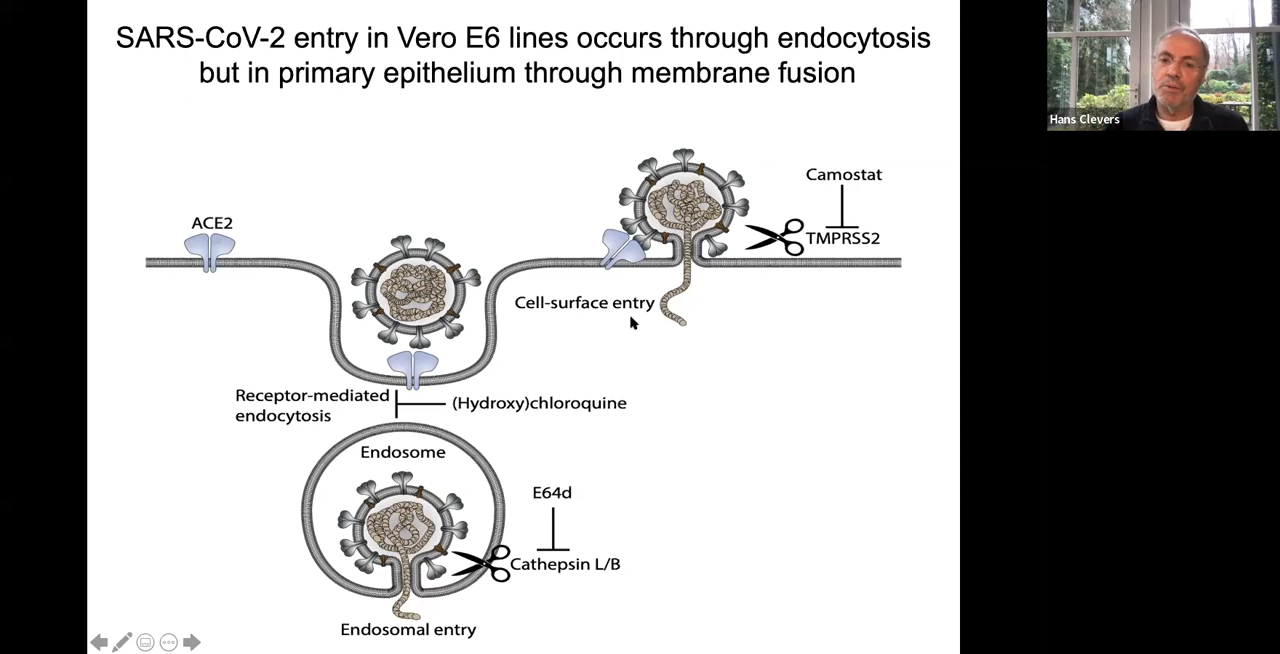 SARS-CoV-2 entry in Vero E6 lines occurs through endocytosis
but in primary epithelium through membrane fusion
Hans Clevers
Camostat
TMPRSS2
ACE2
Cell-surface entry
Receptor-mediated
endocytosis
(Hydroxy)chloroquine
Endosome
E64d
Cathepsin L/B
Endosomal entry